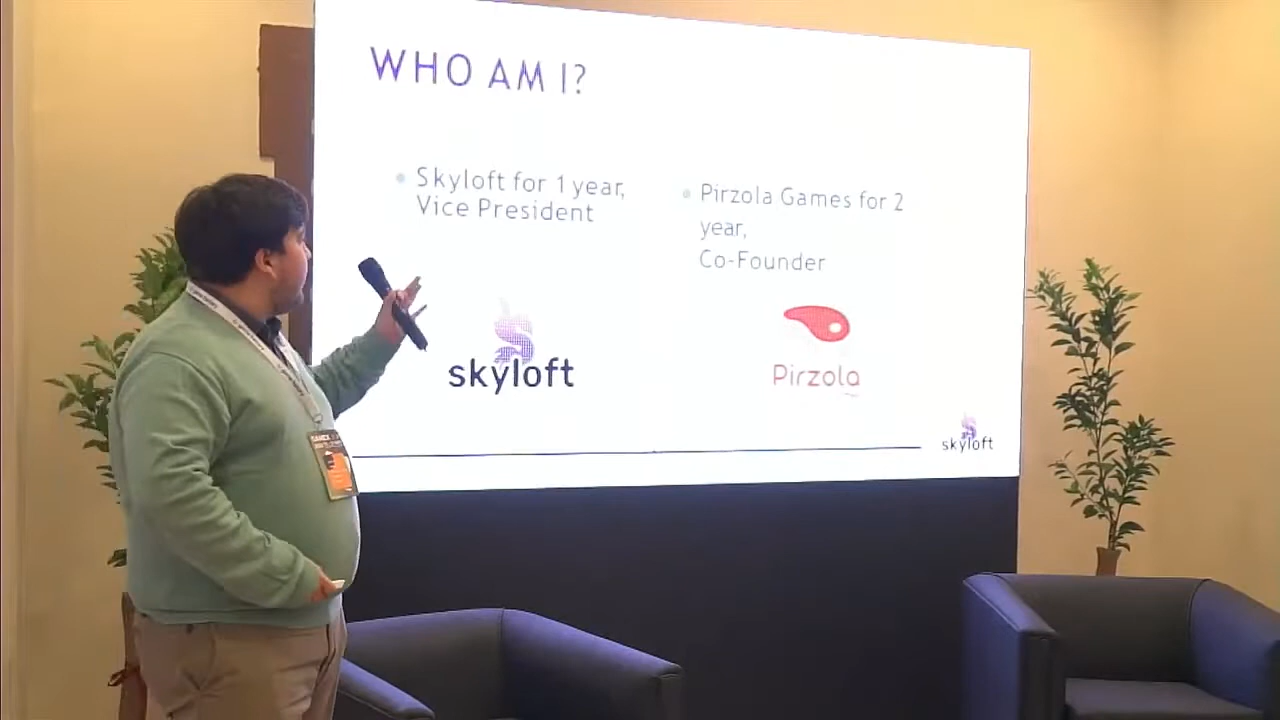 WHO AM I?
Skyloft for 1 year,
Vice President
Pirzola Games for 2
year,
Co-Founder
skyloft
Pirzola
skyloft